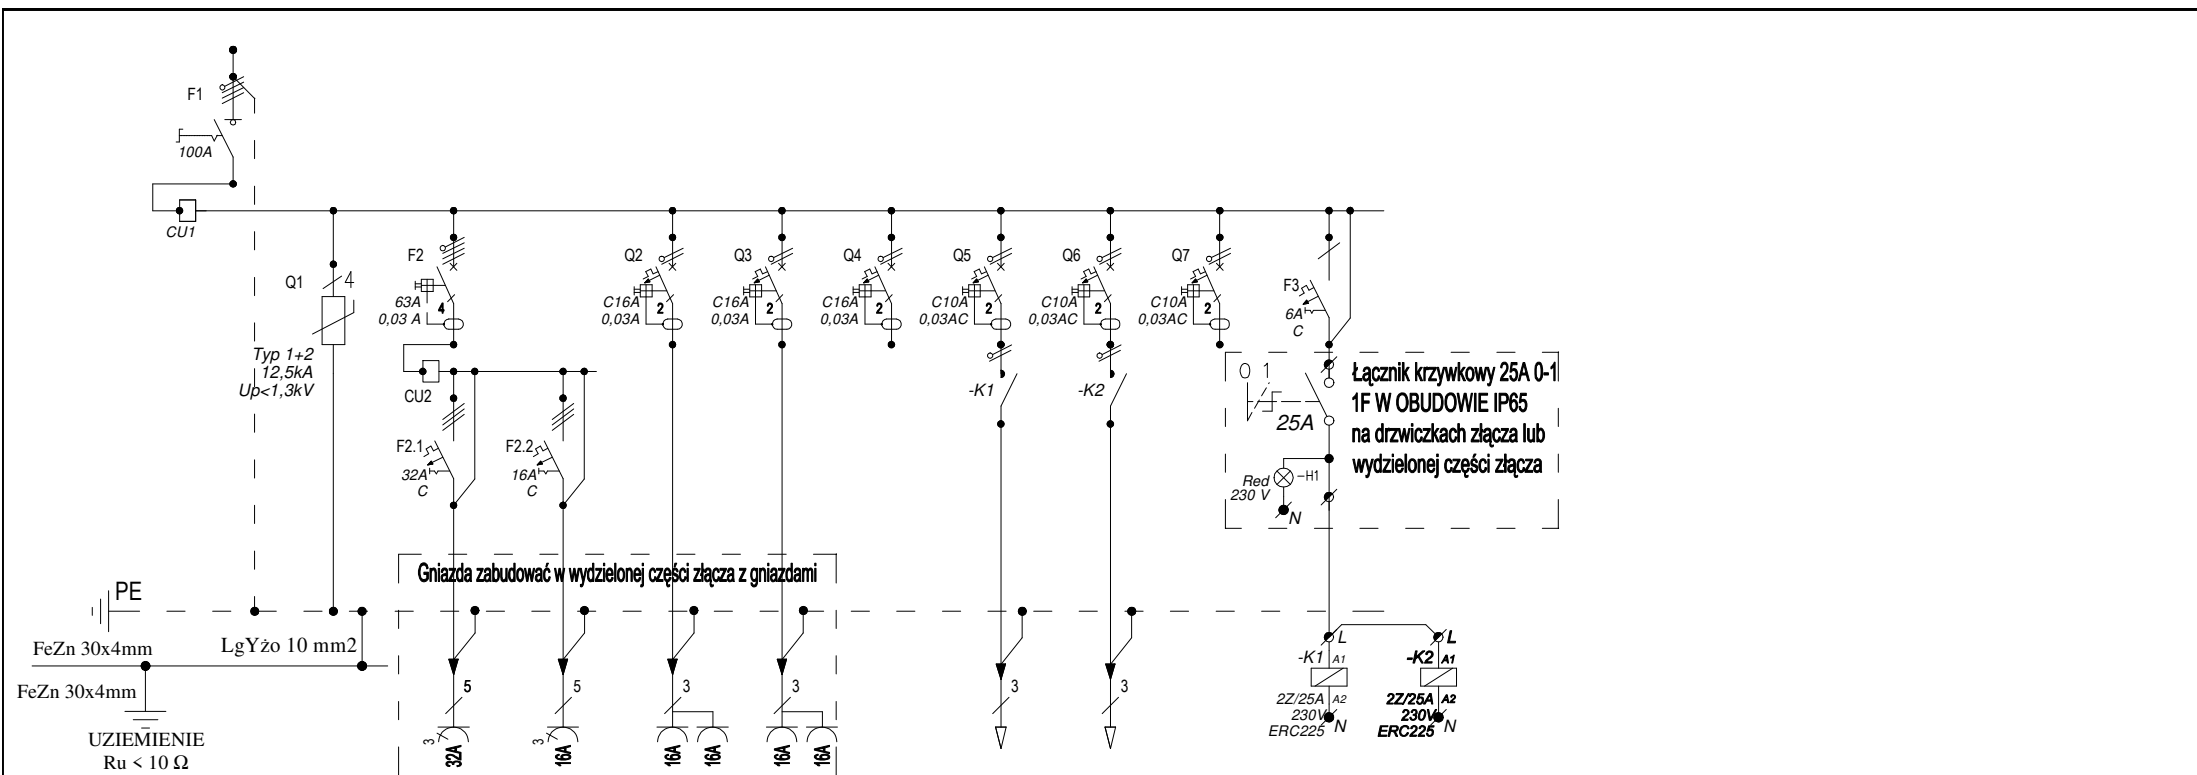 F1
100A
CU1
Q1
4
Typ 1+2
12,5kA
Up<1,3kV
F2
63A
0,03 A
4
CU2
F2.1
32A
C
F2.2
16A
C
Q2
C16A
0,03A
2
Q3
C16A
0,03A
2
Q4
C16A
0,03A
2
Q5
C10A
0,03AC
2
-K1
Q6
C10A
0,03AC
2
-K2
Q7
C10A
0,03AC
2
F3
6A
C
0 1
25A
Łącznik krzywkowy 25A 0-1
1F W OBUDOWIE IP65
na drzwiczkach złącza lub
wydzielonej części złącza
Red
230 V
-H1
N
Gniazda zabudować w wydzielonej części złącza z gniazdami
PE
FeZn 30x4mm
LgYżo 10 mm2
FeZn 30x4mm
UZIEMIENIE
Ru < 10 Ω
5
3
32A
5
3
16A
3
16A
16A
3
16A
16A
3
3
L
-K1 A1
2Z/25A A2
230V
ERC225
N
L
-K2 A1
2Z/25A A2
230V
ERC225
N